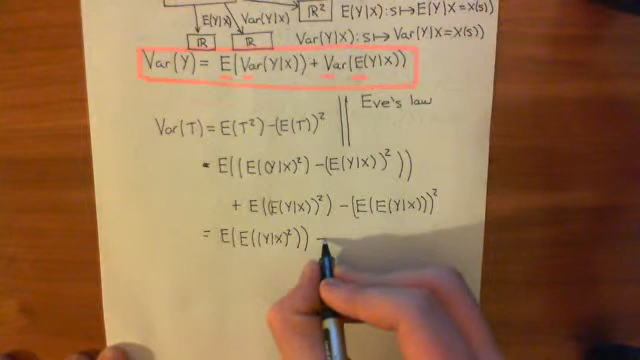 E(Y|X) Var(Y|X) ℝ² E(Y|X): s ↦ E(Y|X = X(s))
ℝ ℝ Var(Y|X): s ↦ Var(Y|X = X(s))
Var(Y) = E(Var(Y|X)) + Var(E(Y|X))
Eve's law
Var(T) = E(T²) - (E(T))²
E((E((Y|X)²) - (E(Y|X))²))
+ E((E(Y|X))²) - (E(E(Y|X)))²
= E(E((Y|X)²)) -